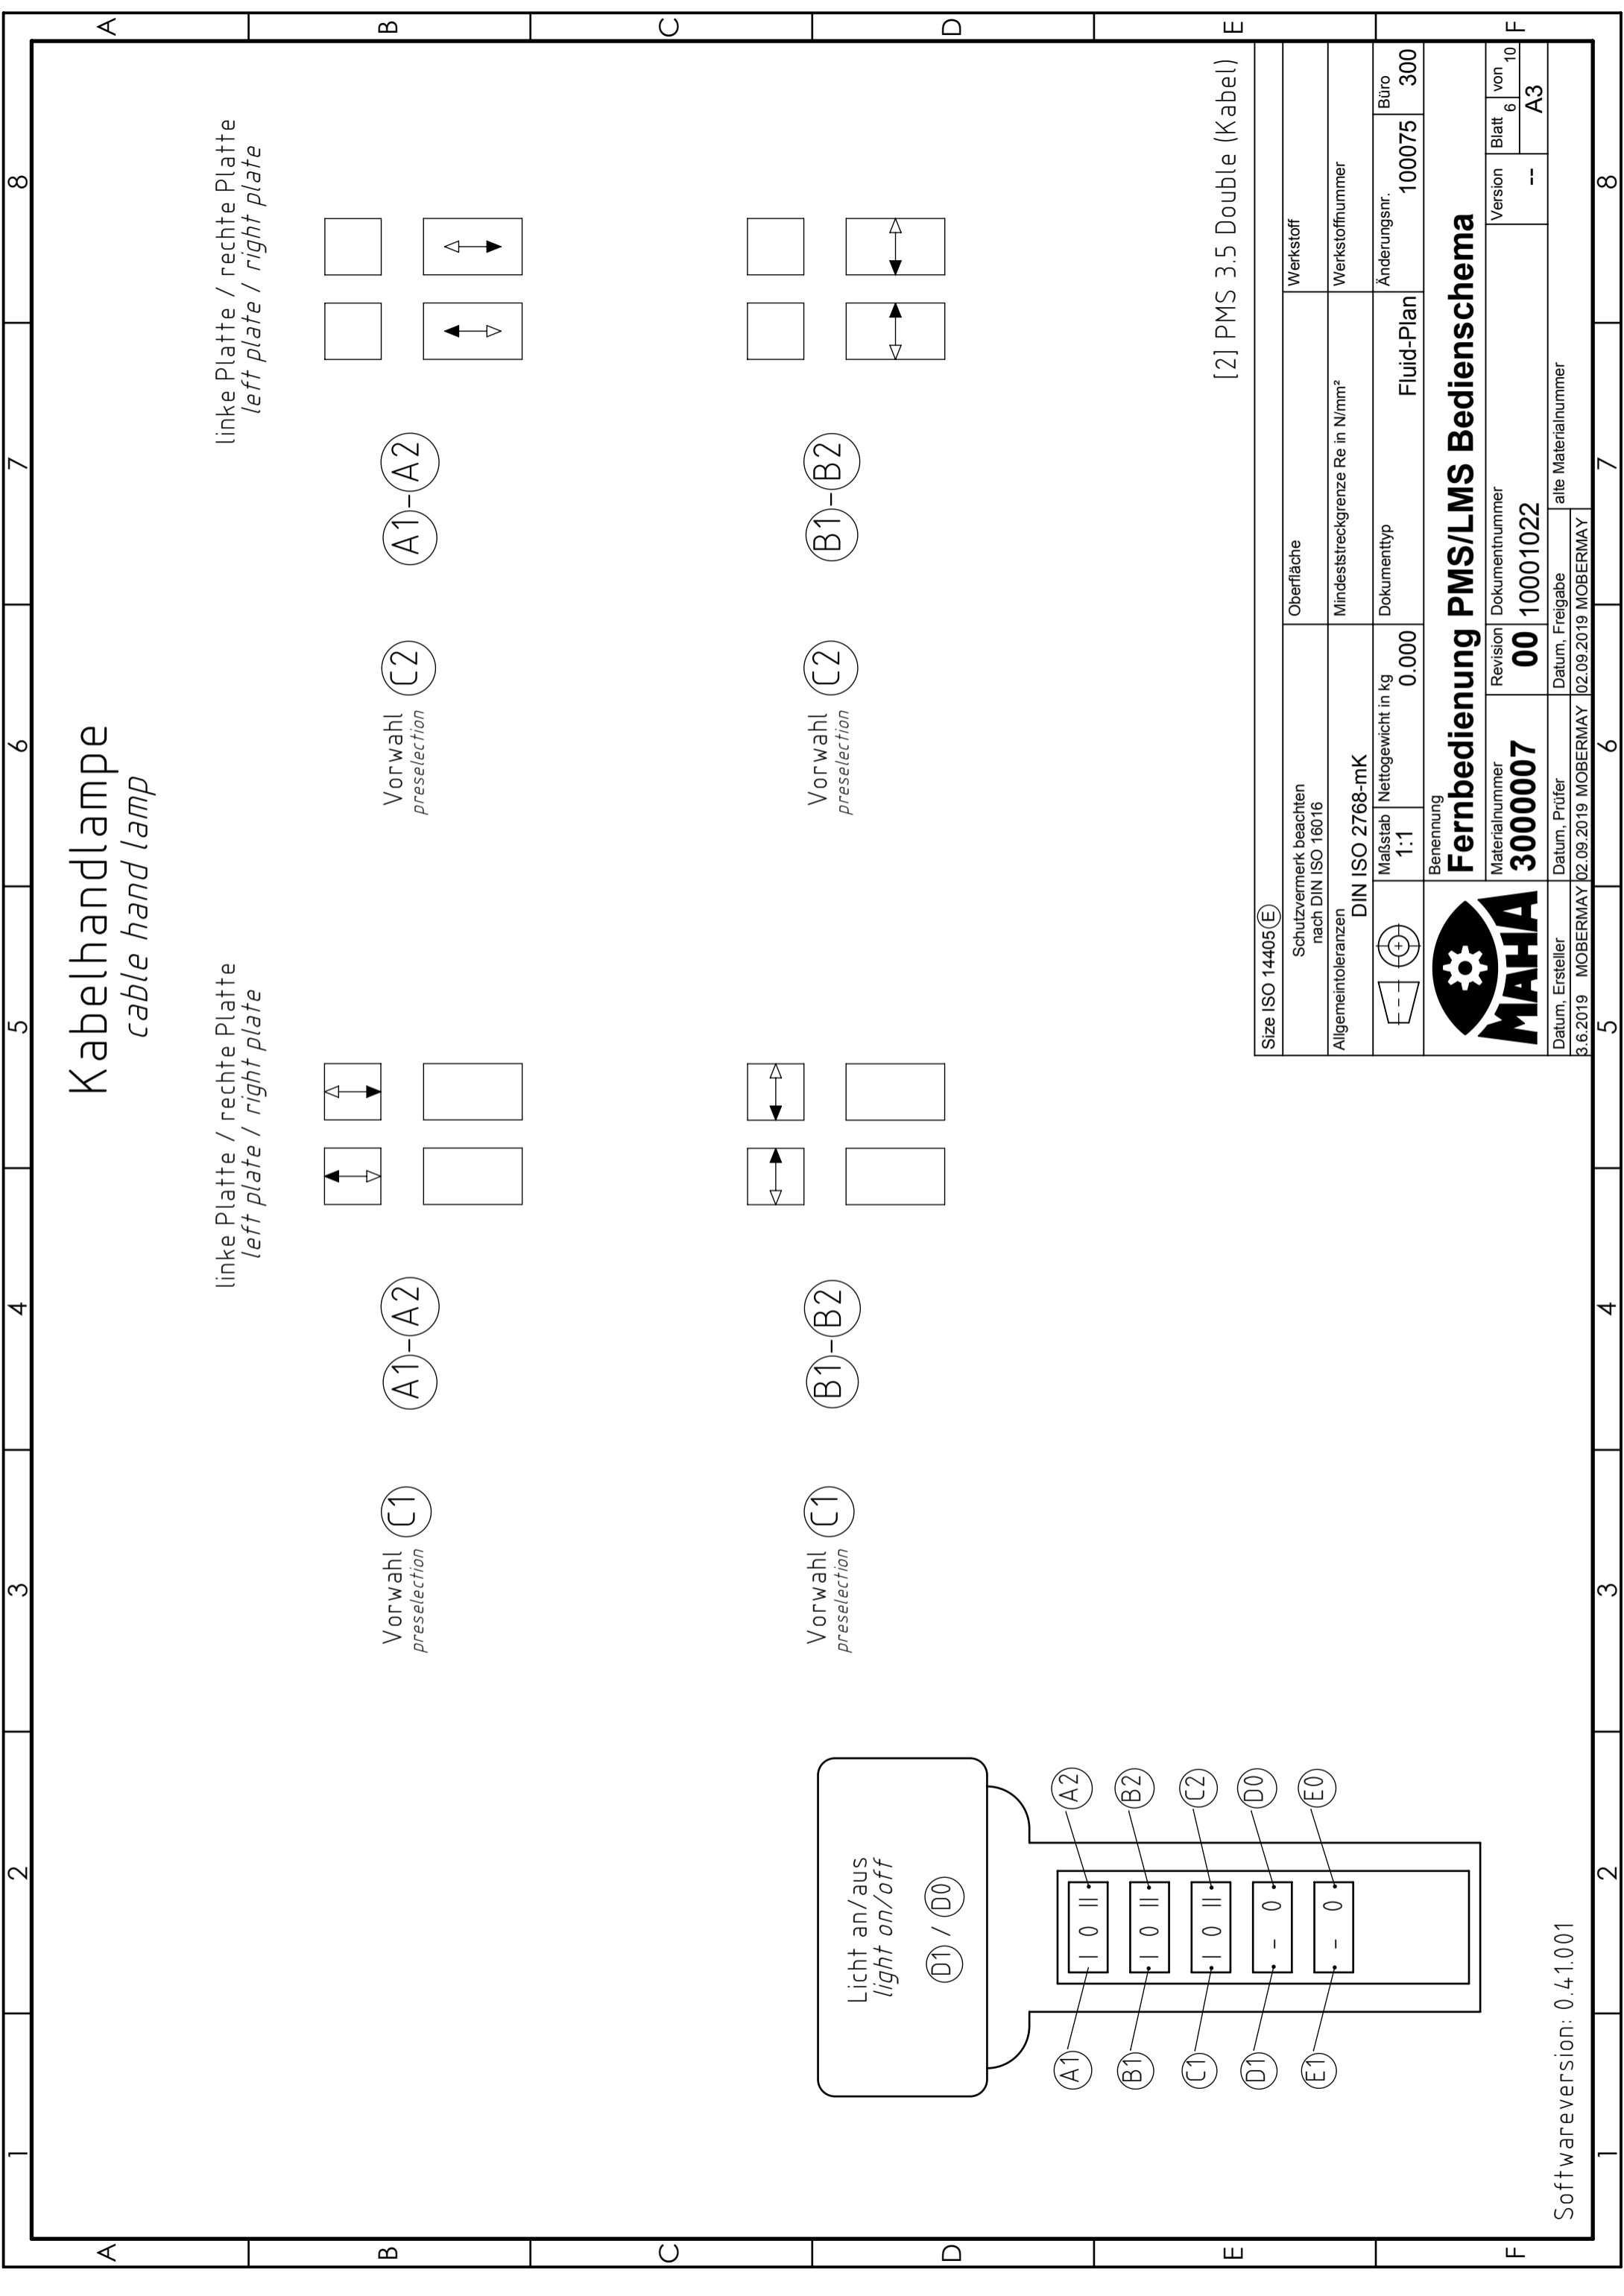 1 2 3 4 5 6 7 8
A
B
C
D
E
F
Kabelhandlampe
cable hand lamp
linke Platte / rechte Platte
left plate / right plate
linke Platte / rechte Platte
left plate / right plate
Vorwahl C1 A1-A2
preselection
Vorwahl C2 A1-A2
preselection
Vorwahl C1 B1-B2
preselection
Vorwahl C2 B1-B2
preselection
Licht an/aus
light on/off
D1 / D0
A1 I 0 II A2
B1 I 0 II B2
C1 I 0 II C2
D1 - 0 D0
E1 - 0 E0
Softwareversion: 0.41.001
[2] PMS 3.5 Double (Kabel)
Size ISO 14405 E
Schutzvermerk beachten
nach DIN ISO 16016
Oberfläche
Werkstoff
Allgemeintoleranzen
DIN ISO 2768-mK
Mindeststreckgrenze Re in N/mm²
Werkstoffnummer
Maßstab
1:1
Nettogewicht in kg
0.000
Dokumenttyp
Fluid-Plan
Änderungsnr.
100075
Büro
300
MAHA
Benennung
Fernbedienung PMS/LMS Bedienschema
Materialnummer
3000007
Revision
00
Dokumentnummer
10001022
Version
--
Blatt 6 von 10
A3
Datum, Ersteller
3.6.2019 MOBERMAY
Datum, Prüfer
02.09.2019 MOBERMAY
Datum, Freigabe
02.09.2019 MOBERMAY
alte Materialnummer
A
B
C
D
E
F
1 2 3 4 5 6 7 8